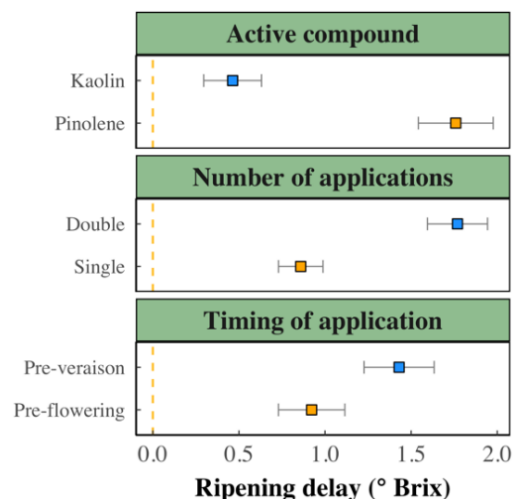 Active compound
Kaolin
Pinolene
Number of applications
Double
Single
Timing of application
Pre-veraison
Pre-flowering
0.0 0.5 1.0 1.5 2.0
Ripening delay (° Brix)